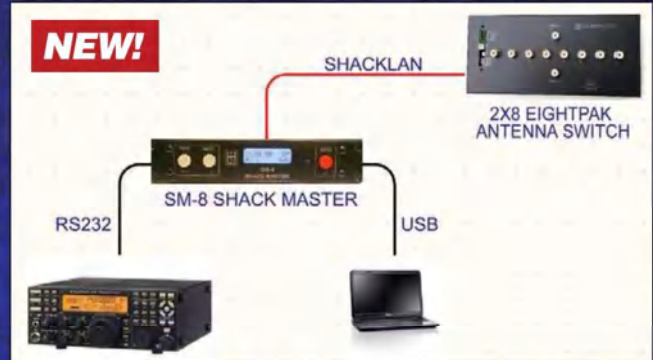 NEW!
SHACKLAN
2X8 EIGHTPAK
ANTENNA SWITCH
SM-8 SHACK MASTER
RS232
USB